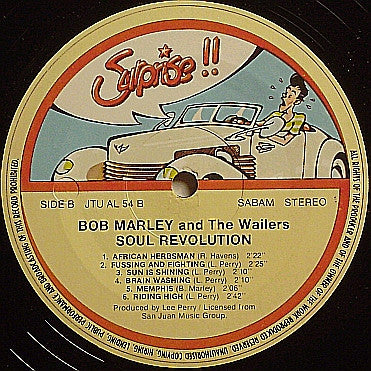 Surprise!!
SIDE B JTU AL 54 B
SABAM STEREO
BOB MARLEY and The Wailers
SOUL REVOLUTION
1. AFRICAN HERBSMAN (R. Havens) 2'22"
2. FUSSING AND FIGHTING (L. Perry) 2'25"
3. SUN IS SHINING (L. Perry) 2'10"
4. BRAIN WASHING (L. Perry) 2'10"
5. MEMPHIS (B. Marley) 2'06"
6. RIDING HIGH (L. Perry) 2'42"
Produced by Lee Perry / Licensed from
San Juan Music Group.
ALL RIGHTS OF THE PRODUCER AND OF THE OWNER OF THE WORK REPRODUCED RESERVED. UNAUTHORISED COPYING, HIRING, LENDING, PUBLIC PERFORMANCE AND BROADCASTING OF THIS RECORD PROHIBITED.